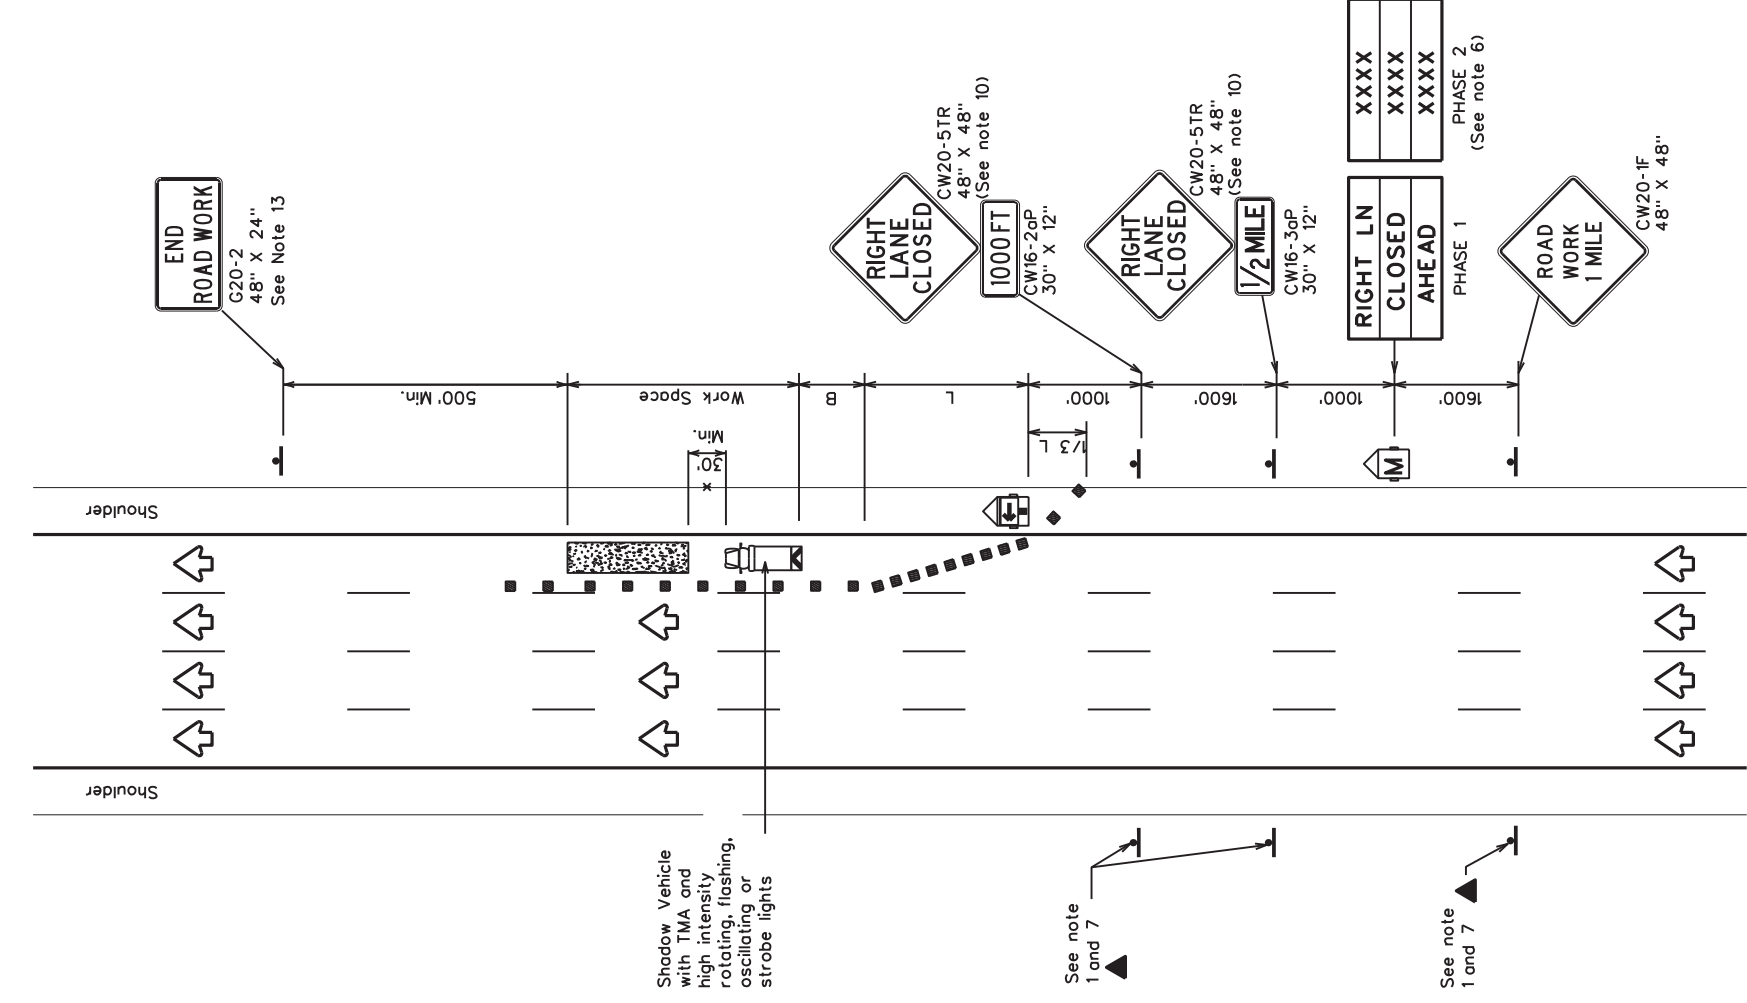 END
ROAD WORK
G20-2
48" X 24"
See Note 13
RIGHT
LANE
CLOSED
CW20-5TR
48" X 48"
(See note 10)
1000 FT
CW16-2aP
30" X 12"
RIGHT
LANE
CLOSED
CW20-5TR
48" X 48"
(See note 10)
1/2 MILE
CW16-3aP
30" X 12"
RIGHT LN
CLOSED
AHEAD
PHASE 1
XXXX
XXXX
XXXX
PHASE 2
(See note 6)
ROAD
WORK
1 MILE
CW20-1F
48" X 48"
500' Min.
Work Space
B
L
1000'
1600'
1000'
1600'
30'
Min.
x
1/3 L
M
Shoulder
Shoulder
Shadow Vehicle
with TMA and
high intensity
rotating, flashing,
oscillating or
strobe lights
See note
1 and 7
See note
1 and 7